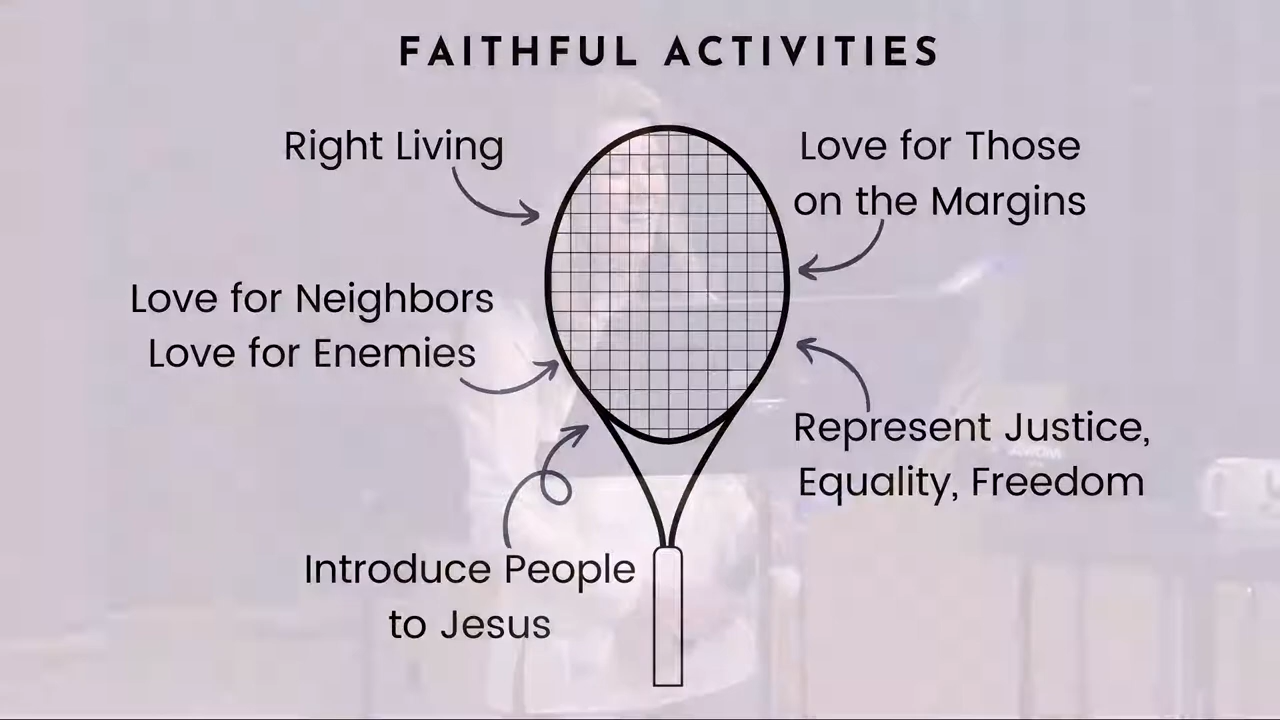 FAITHFUL ACTIVITIES
Right Living
Love for Those
on the Margins
Love for Neighbors
Love for Enemies
Represent Justice,
Equality, Freedom
Introduce People
to Jesus